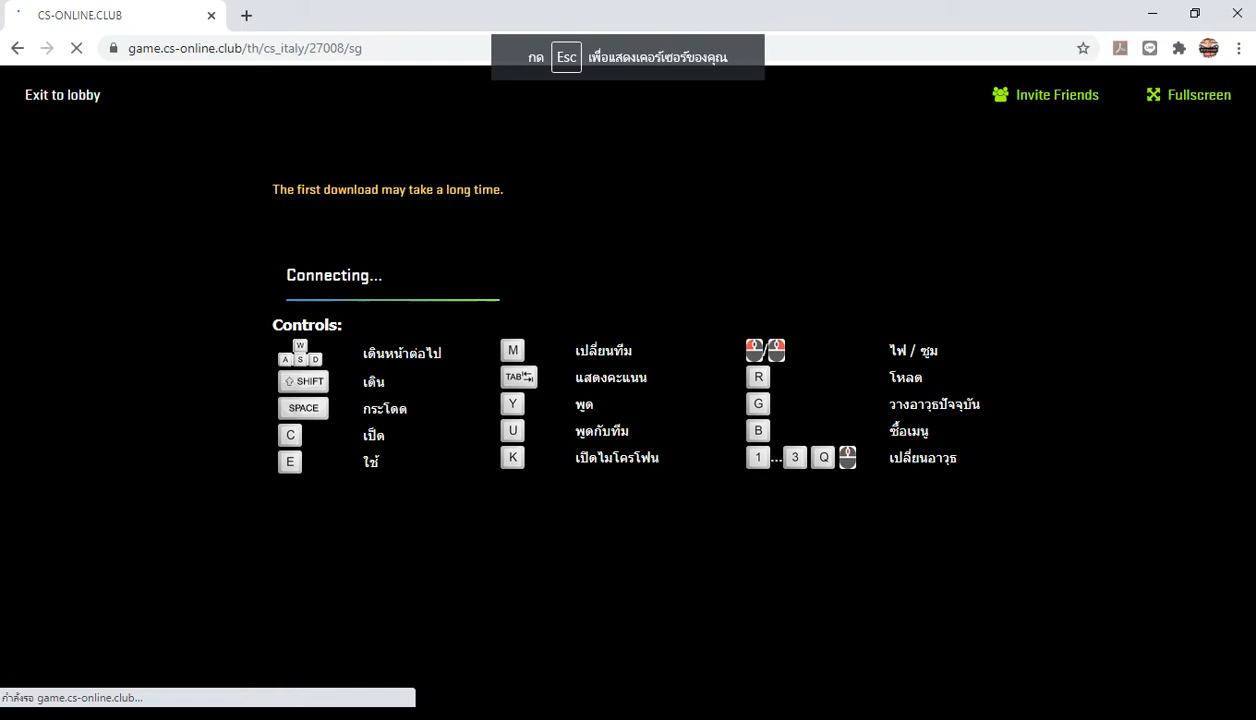 CS-ONLINE.CLUB
game.cs-online.club/th/cs_italy/27008/sg
กด Esc เพื่อแสดงเคอร์เซอร์ของคุณ
Exit to lobby
Invite Friends
Fullscreen
The first download may take a long time.
Connecting...
Controls:
W A S D เดินหน้าต่อไป
M เปลี่ยนทีม
/ ไฟ / ซูม
SHIFT เดิน
TAB แสดงคะแนน
R โหลด
SPACE กระโดด
Y พูด
G วางอาวุธปัจจุบัน
C เป็ด
U พูดกับทีม
B ซื้อเมนู
E ใช้
K เปิดไมโครโฟน
1 ... 3 Q เปลี่ยนอาวุธ
กำลังรอ game.cs-online.club...